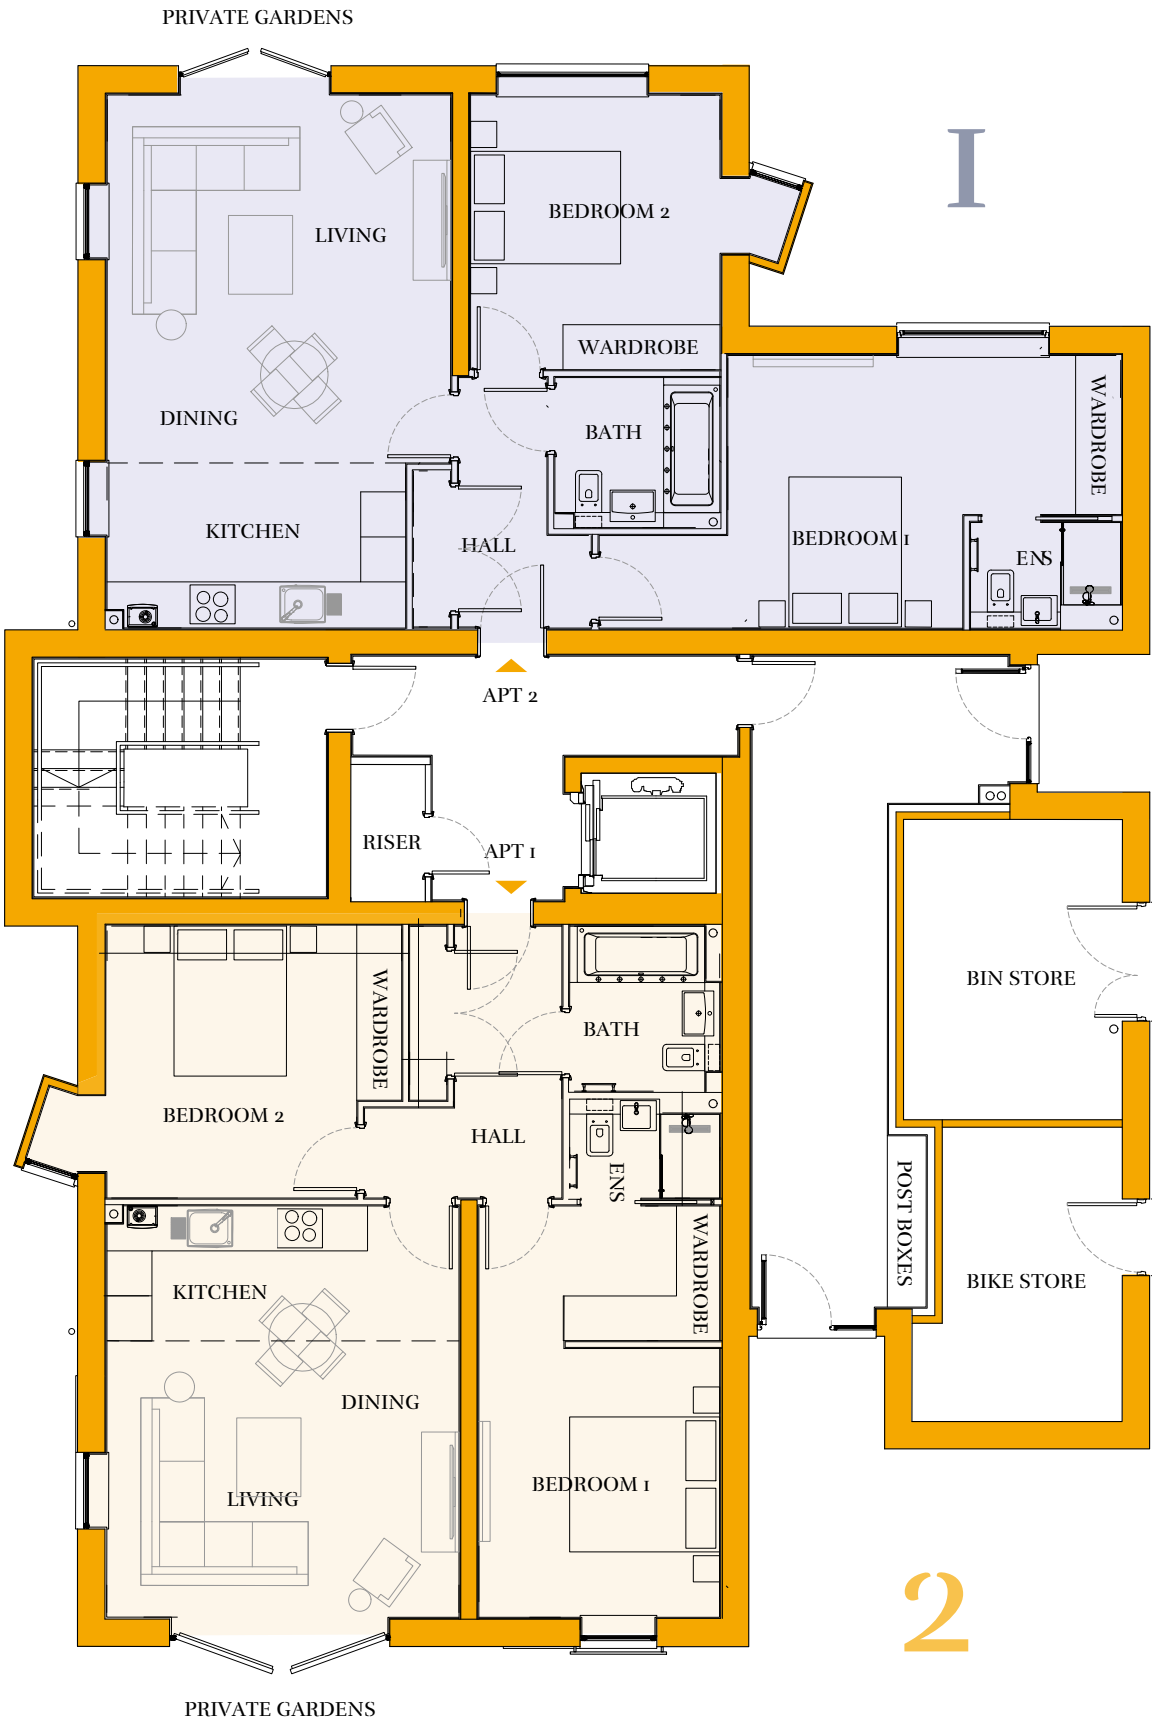 PRIVATE GARDENS
1
BEDROOM 2
LIVING
WARDROBE
WARDROBE
DINING
BATH
KITCHEN
HALL
BEDROOM 1
ENS
APT 2
RISER
APT 1
BIN STORE
WARDROBE
BATH
BEDROOM 2
HALL
ENS
POST BOXES
WARDROBE
BIKE STORE
KITCHEN
DINING
BEDROOM 1
LIVING
2
PRIVATE GARDENS